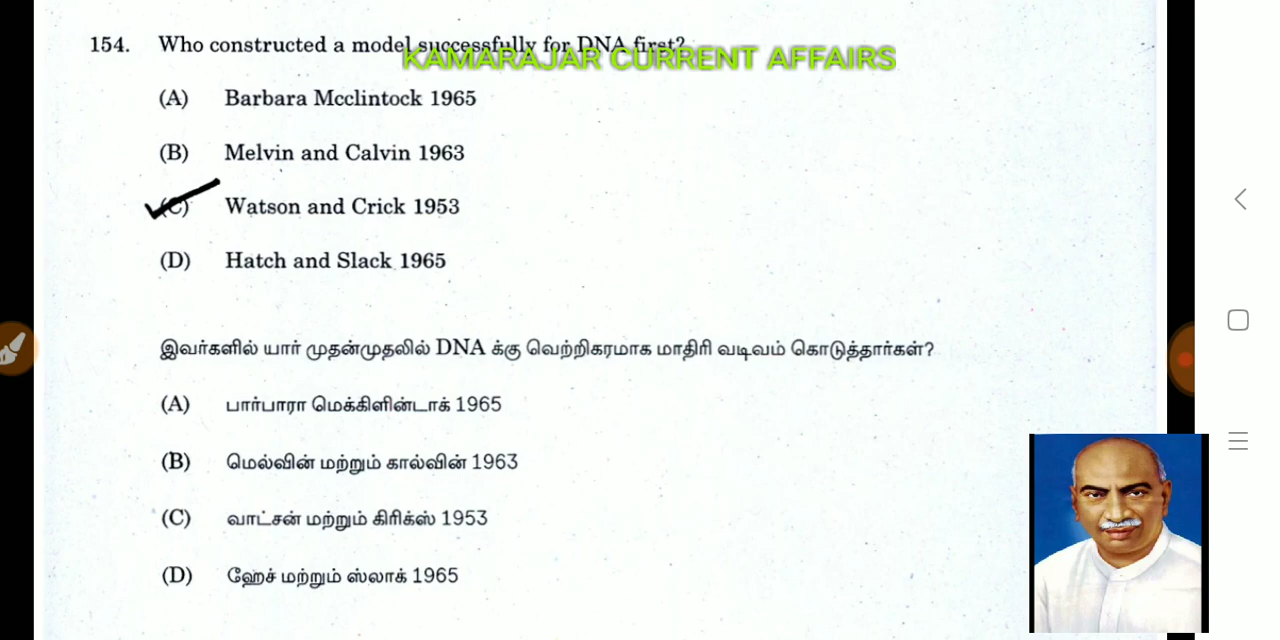 154. Who constructed a model successfully for DNA first?
KAMARAJAR CURRENT AFFAIRS
(A) Barbara Mcclintock 1965
(B) Melvin and Calvin 1963
(C) Watson and Crick 1953
(D) Hatch and Slack 1965
இவர்களில் யார் முதன்முதலில் DNA க்கு வெற்றிகரமாக மாதிரி வடிவம் கொடுத்தார்கள்?
(A) பார்பாரா மெக்கிளின்டாக் 1965
(B) மெல்வின் மற்றும் கால்வின் 1963
(C) வாட்சன் மற்றும் கிரிக்ஸ் 1953
(D) ஹேச் மற்றும் ஸ்லாக் 1965